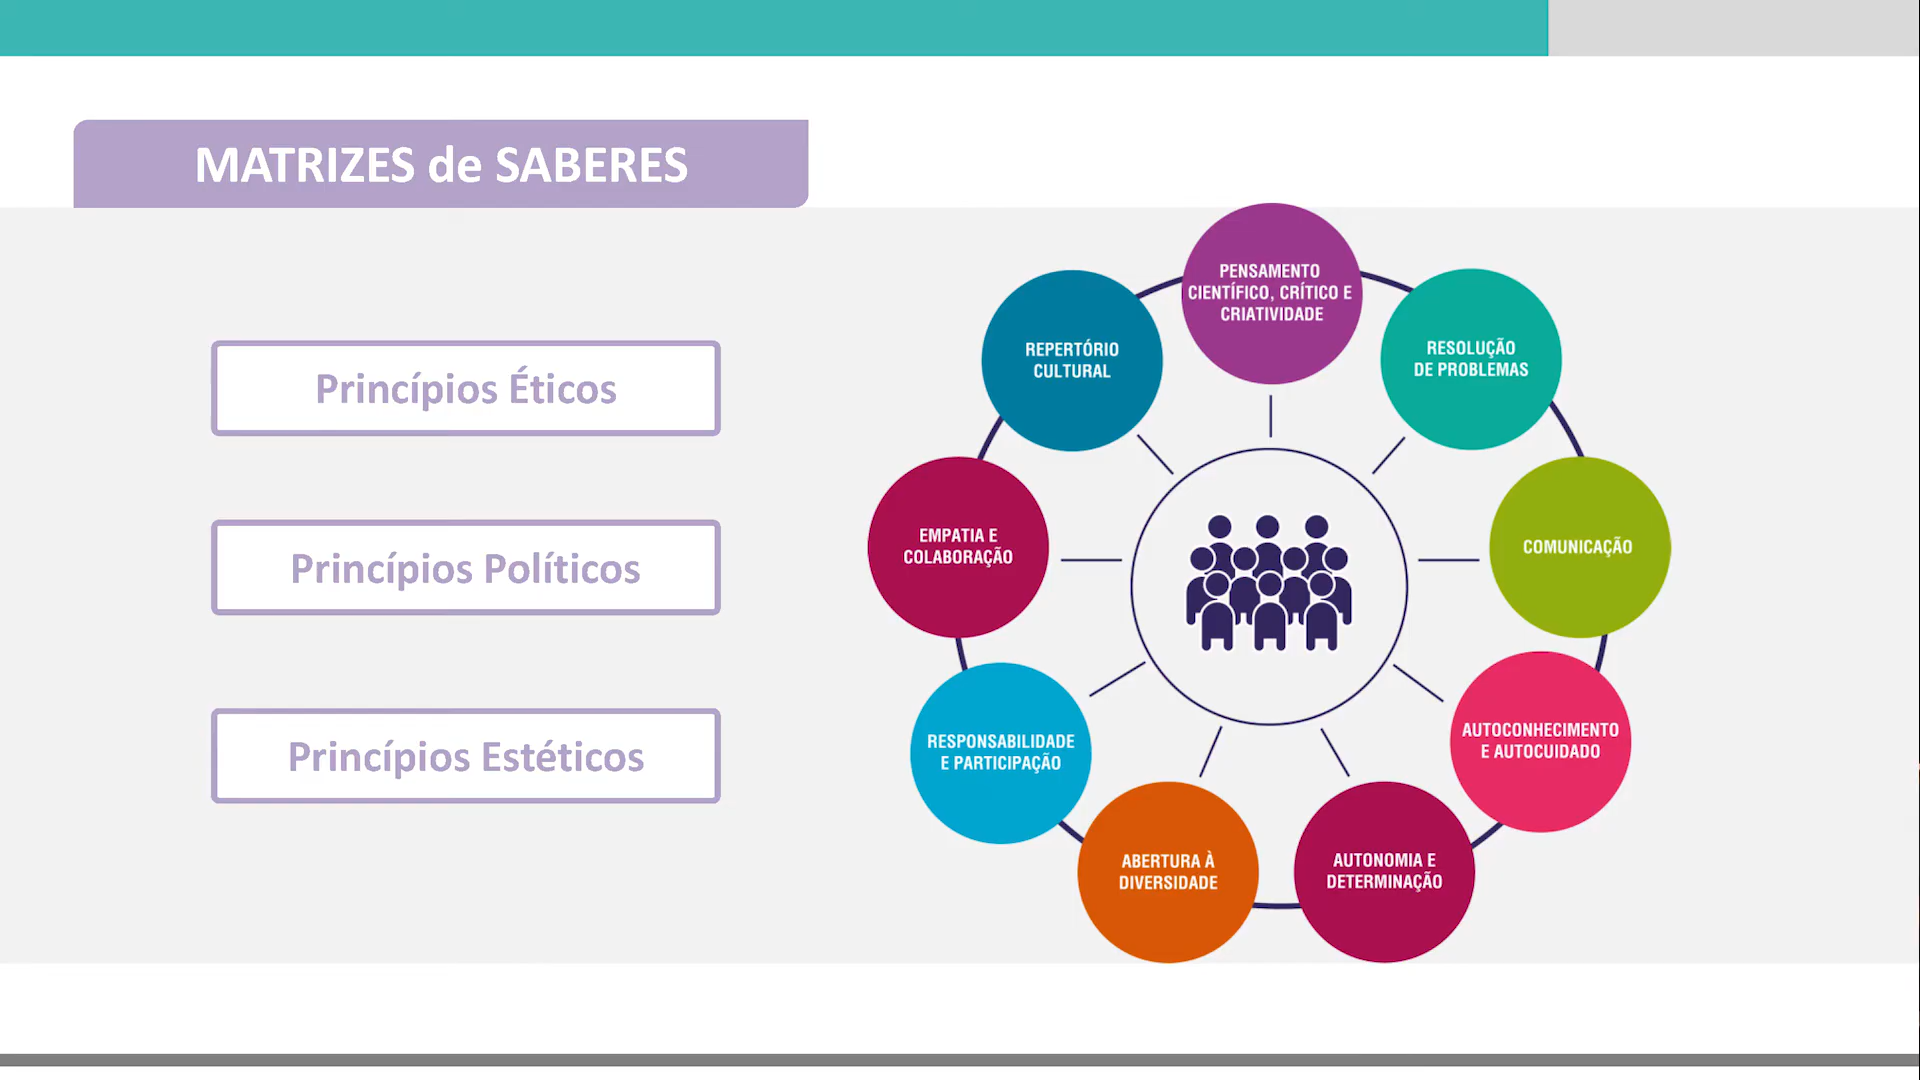 MATRIZES de SABERES
Princípios Éticos
Princípios Políticos
Princípios Estéticos
PENSAMENTO
CIENTÍFICO, CRÍTICO E
CRIATIVIDADE
RESOLUÇÃO
DE PROBLEMAS
COMUNICAÇÃO
AUTOCONHECIMENTO
E AUTOCUIDADO
AUTONOMIA E
DETERMINAÇÃO
ABERTURA À
DIVERSIDADE
RESPONSABILIDADE
E PARTICIPAÇÃO
EMPATIA E
COLABORAÇÃO
REPERTÓRIO
CULTURAL